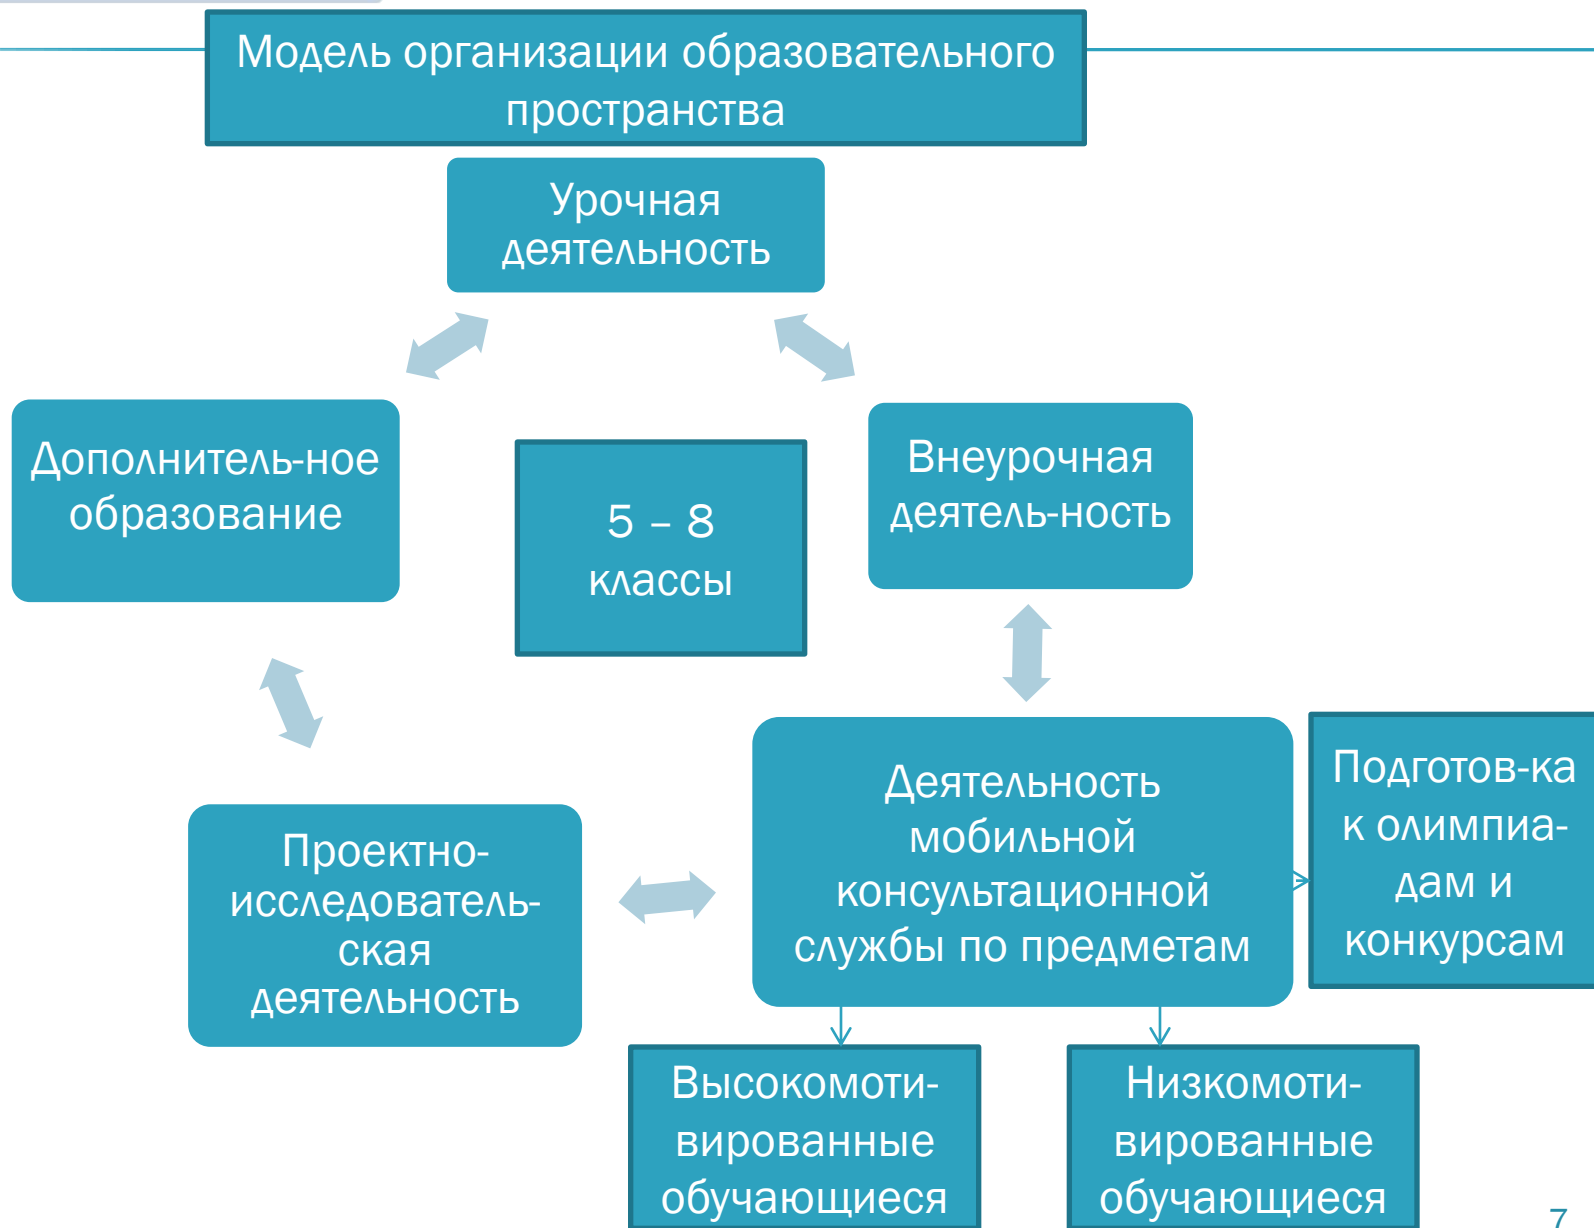 Модель организации образовательного
пространства
Урочная
деятельность
Дополнитель-ное
образование
5 – 8
классы
Внеурочная
деятель-ность
Проектно-
исследователь-
ская
деятельность
Деятельность
мобильной
консультационной
службы по предметам
Подготов-ка
к олимпиа-
дам и
конкурсам
Высокомоти-
вированные
обучающиеся
Низкомоти-
вированные
обучающиеся
7